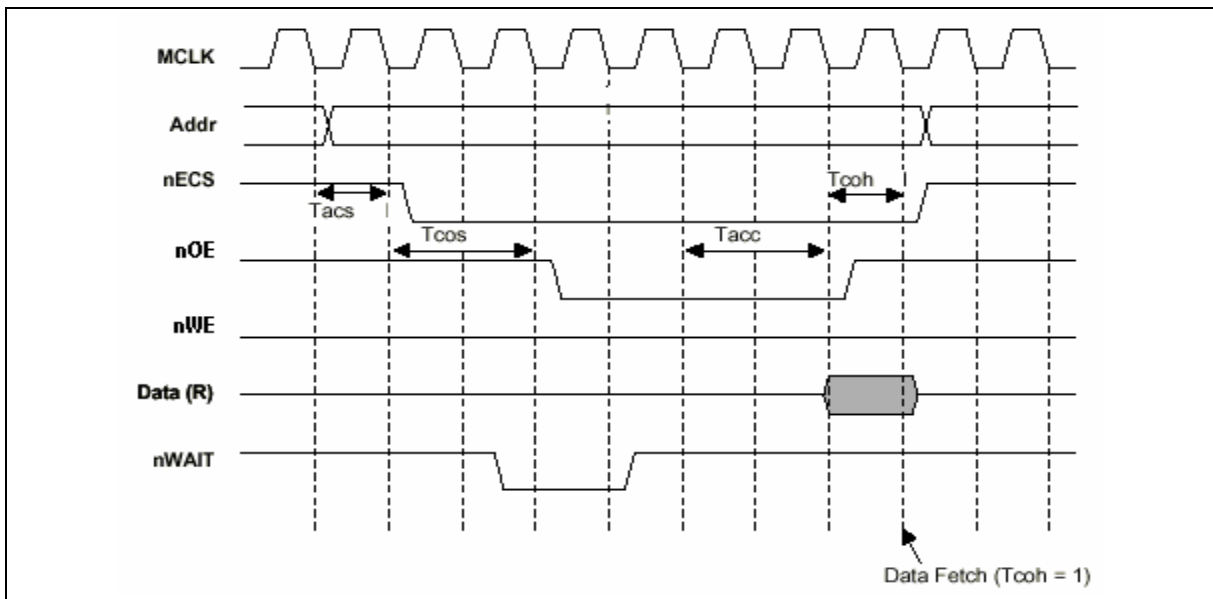 MCLK
Addr
nECS
Tcoh
Tacs
Tcos
Tacc
nOE
nWE
Data (R)
nWAIT
Data Fetch (Tcoh = 1)